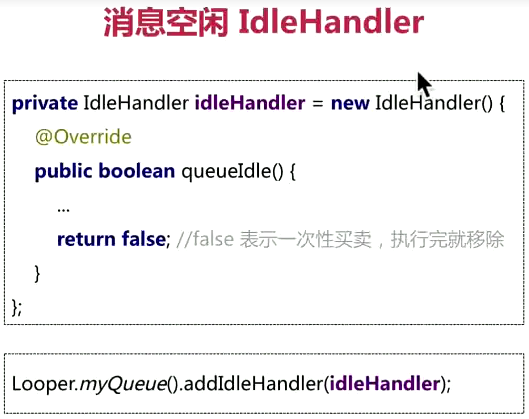 消息空闲 IdleHandler
private IdleHandler idleHandler = new IdleHandler() {
@Override
public boolean queueIdle() {
...
return false; //false 表示一次性买卖，执行完就移除
}
};
Looper.myQueue().addIdleHandler(idleHandler);